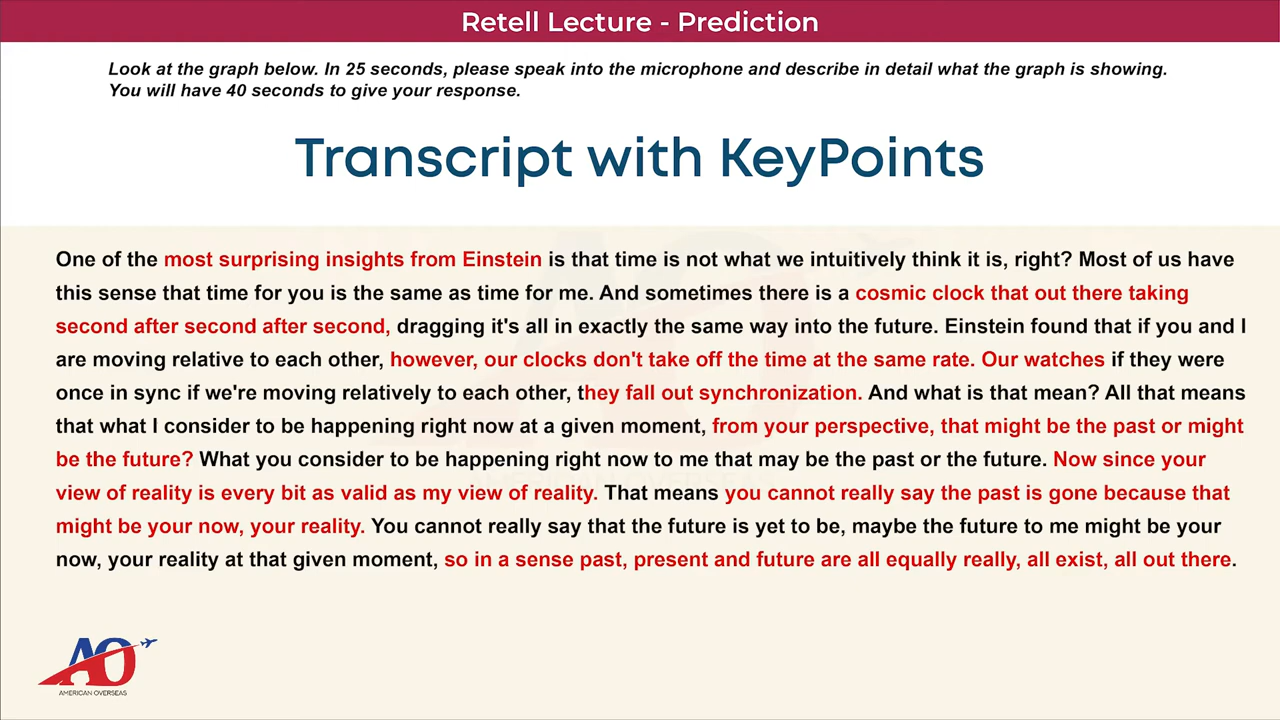 Retell Lecture - Prediction
Look at the graph below. In 25 seconds, please speak into the microphone and describe in detail what the graph is showing.
You will have 40 seconds to give your response.
Transcript with KeyPoints
One of the most surprising insights from Einstein is that time is not what we intuitively think it is, right? Most of us have
this sense that time for you is the same as time for me. And sometimes there is a cosmic clock that out there taking
second after second after second, dragging it's all in exactly the same way into the future. Einstein found that if you and I
are moving relative to each other, however, our clocks don't take off the time at the same rate. Our watches if they were
once in sync if we're moving relatively to each other, they fall out synchronization. And what is that mean? All that means
that what I consider to be happening right now at a given moment, from your perspective, that might be the past or might
be the future? What you consider to be happening right now to me that may be the past or the future. Now since your
view of reality is every bit as valid as my view of reality. That means you cannot really say the past is gone because that
might be your now, your reality. You cannot really say that the future is yet to be, maybe the future to me might be your
now, your reality at that given moment, so in a sense past, present and future are all equally really, all exist, all out there.
AO
AMERICAN OVERSEAS